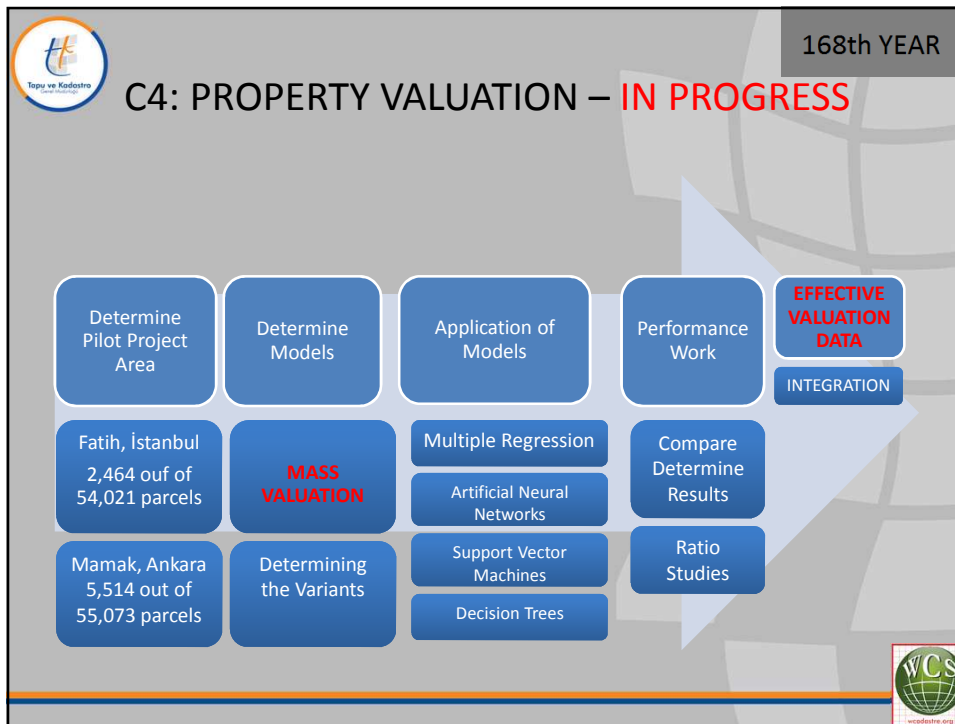 168th YEAR
Tapu ve Kadastro
Genel Müdürlüğü
C4: PROPERTY VALUATION – IN PROGRESS
Determine
Pilot Project
Area
Fatih, İstanbul
2,464 ouf of
54,021 parcels
Mamak, Ankara
5,514 out of
55,073 parcels
Determine
Models
MASS
VALUATION
Determining
the Variants
Application of
Models
Multiple Regression
Artificial Neural
Networks
Support Vector
Machines
Decision Trees
Performance
Work
Compare
Determine
Results
Ratio
Studies
EFFECTIVE
VALUATION
DATA
INTEGRATION
WCS
wcadastre.org